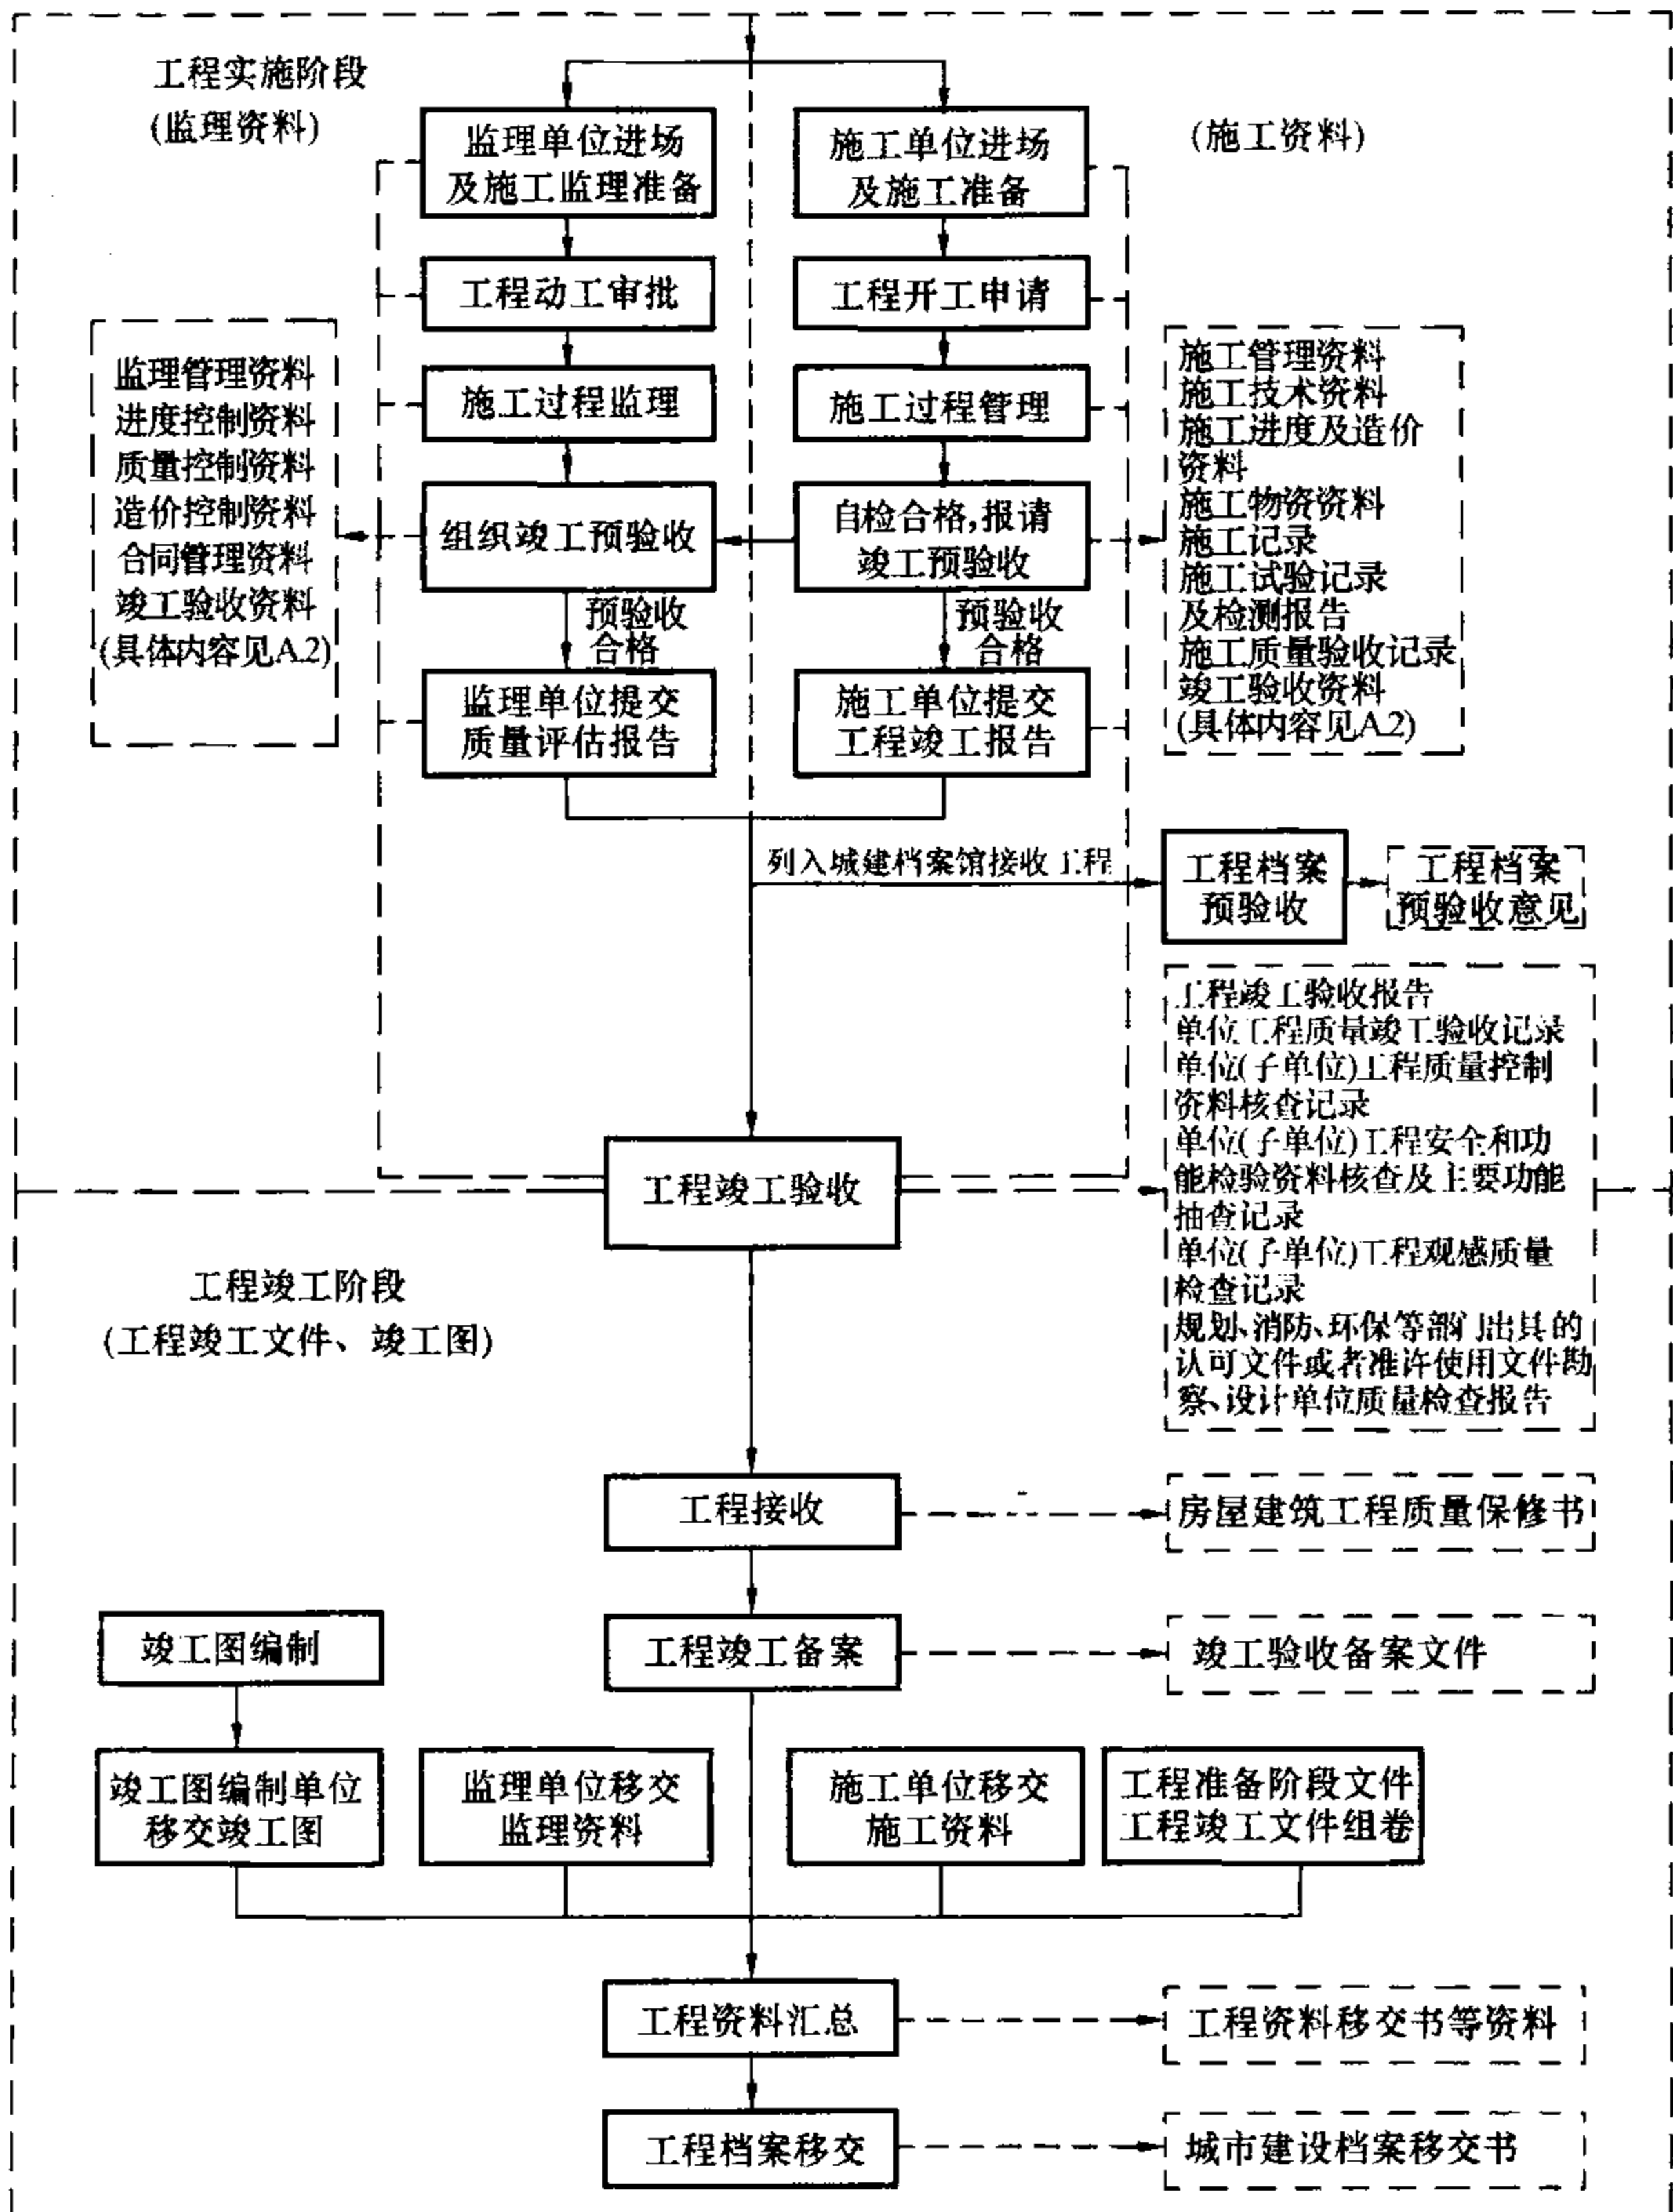 工程实施阶段
(监理资料)
(施工资料)
监理单位进场
及施工监理准备
施工单位进场
及施工准备
工程动工审批
工程开工申请
施工过程监理
施工过程管理
组织竣工预验收
自检合格,报请
竣工预验收
预验收
合格
预验收
合格
监理单位提交
质量评估报告
施工单位提交
工程竣工报告
监理管理资料
进度控制资料
质量控制资料
造价控制资料
合同管理资料
竣工验收资料
(具体内容见A.2)
施工管理资料
施工技术资料
施工进度及造价
资料
施工物资资料
施工记录
施工试验记录
及检测报告
施工质量验收记录
竣工验收资料
(具体内容见A.2)
列入城建档案馆接收工程
工程档案
预验收
工程档案
预验收意见
工程竣工验收
工程竣工验收报告
单位工程质量竣工验收记录
单位(子单位)工程质量控制
资料核查记录
单位(子单位)工程安全和功
能检验资料核查及主要功能
抽查记录
单位(子单位)工程观感质量
检查记录
规划、消防、环保等部门出具的
认可文件或者准许使用文件勘
察、设计单位质量检查报告
工程竣工阶段
(工程竣工文件、竣工图)
工程接收
房屋建筑工程质量保修书
竣工图编制
工程竣工备案
竣工验收备案文件
竣工图编制单位
移交竣工图
监理单位移交
监理资料
施工单位移交
施工资料
工程准备阶段文件
工程竣工文件组卷
工程资料汇总
工程资料移交书等资料
工程档案移交
城市建设档案移交书